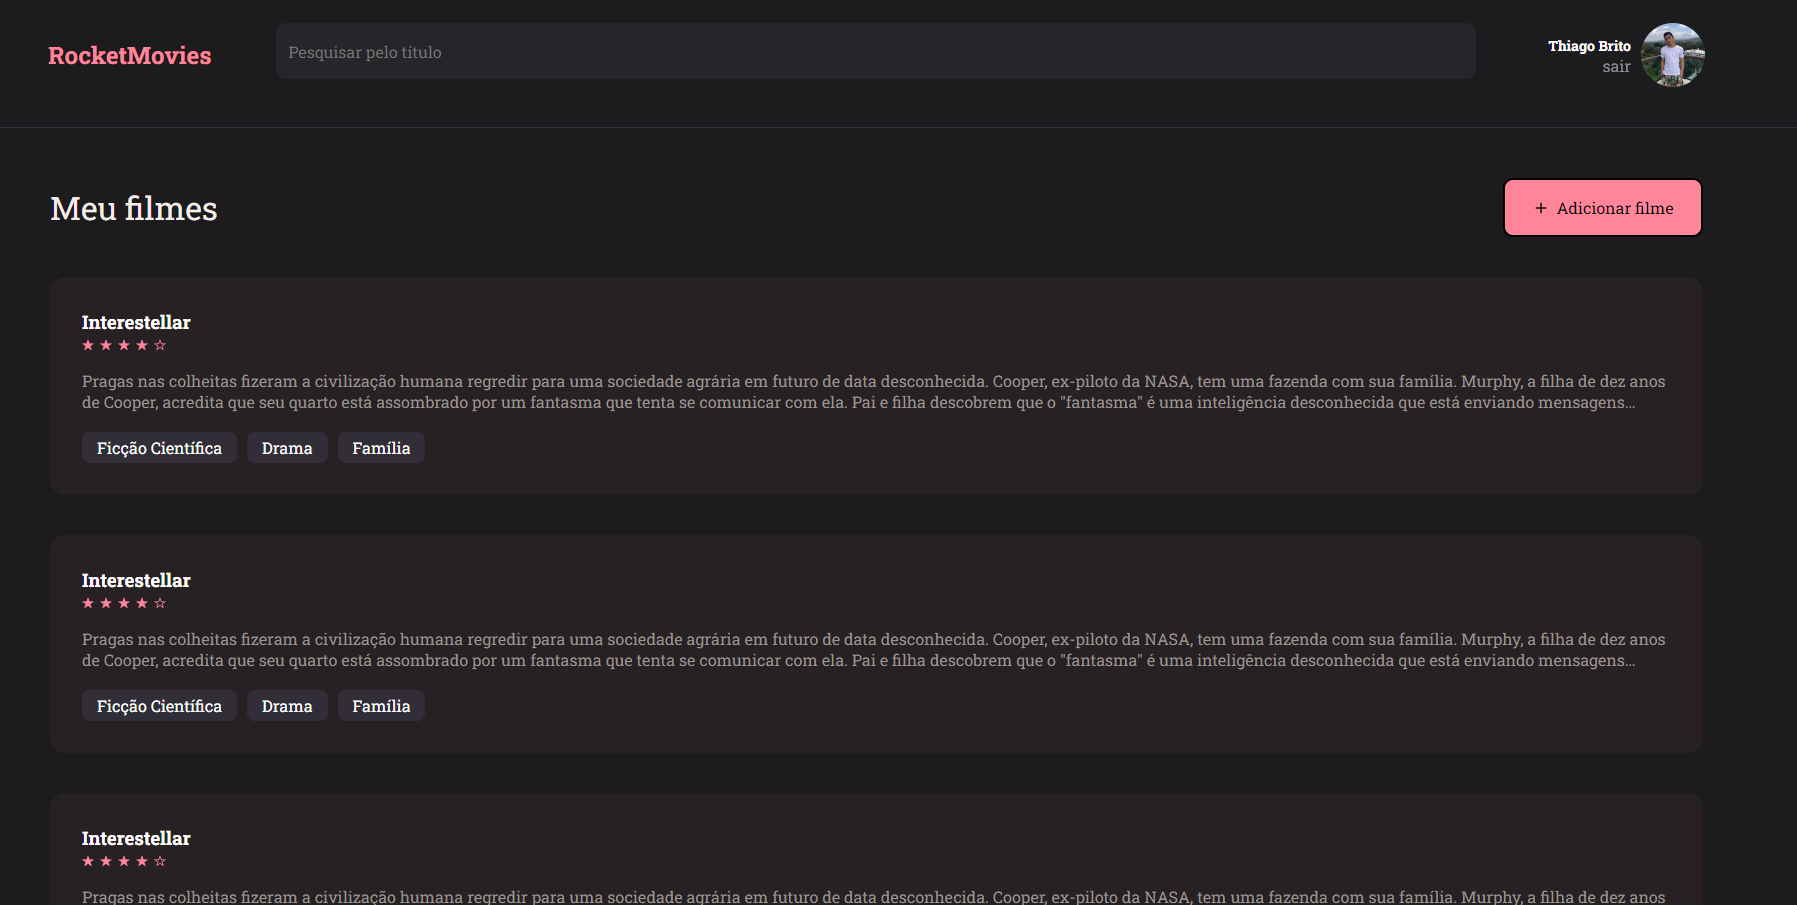 RocketMovies
Pesquisar pelo título
Thiago Brito
sair
Meu filmes
+ Adicionar filme
Interestellar
★ ★ ★ ★ ☆
Pragas nas colheitas fizeram a civilização humana regredir para uma sociedade agrária em futuro de data desconhecida. Cooper, ex-piloto da NASA, tem uma fazenda com sua família. Murphy, a filha de dez anos
de Cooper, acredita que seu quarto está assombrado por um fantasma que tenta se comunicar com ela. Pai e filha descobrem que o "fantasma" é uma inteligência desconhecida que está enviando mensagens...
Ficção Científica Drama Família
Interestellar
★ ★ ★ ★ ☆
Pragas nas colheitas fizeram a civilização humana regredir para uma sociedade agrária em futuro de data desconhecida. Cooper, ex-piloto da NASA, tem uma fazenda com sua família. Murphy, a filha de dez anos
de Cooper, acredita que seu quarto está assombrado por um fantasma que tenta se comunicar com ela. Pai e filha descobrem que o "fantasma" é uma inteligência desconhecida que está enviando mensagens...
Ficção Científica Drama Família
Interestellar
★ ★ ★ ★ ☆
Pragas nas colheitas fizeram a civilização humana regredir para uma sociedade agrária em futuro de data desconhecida. Cooper, ex-piloto da NASA, tem uma fazenda com sua família. Murphy, a filha de dez anos